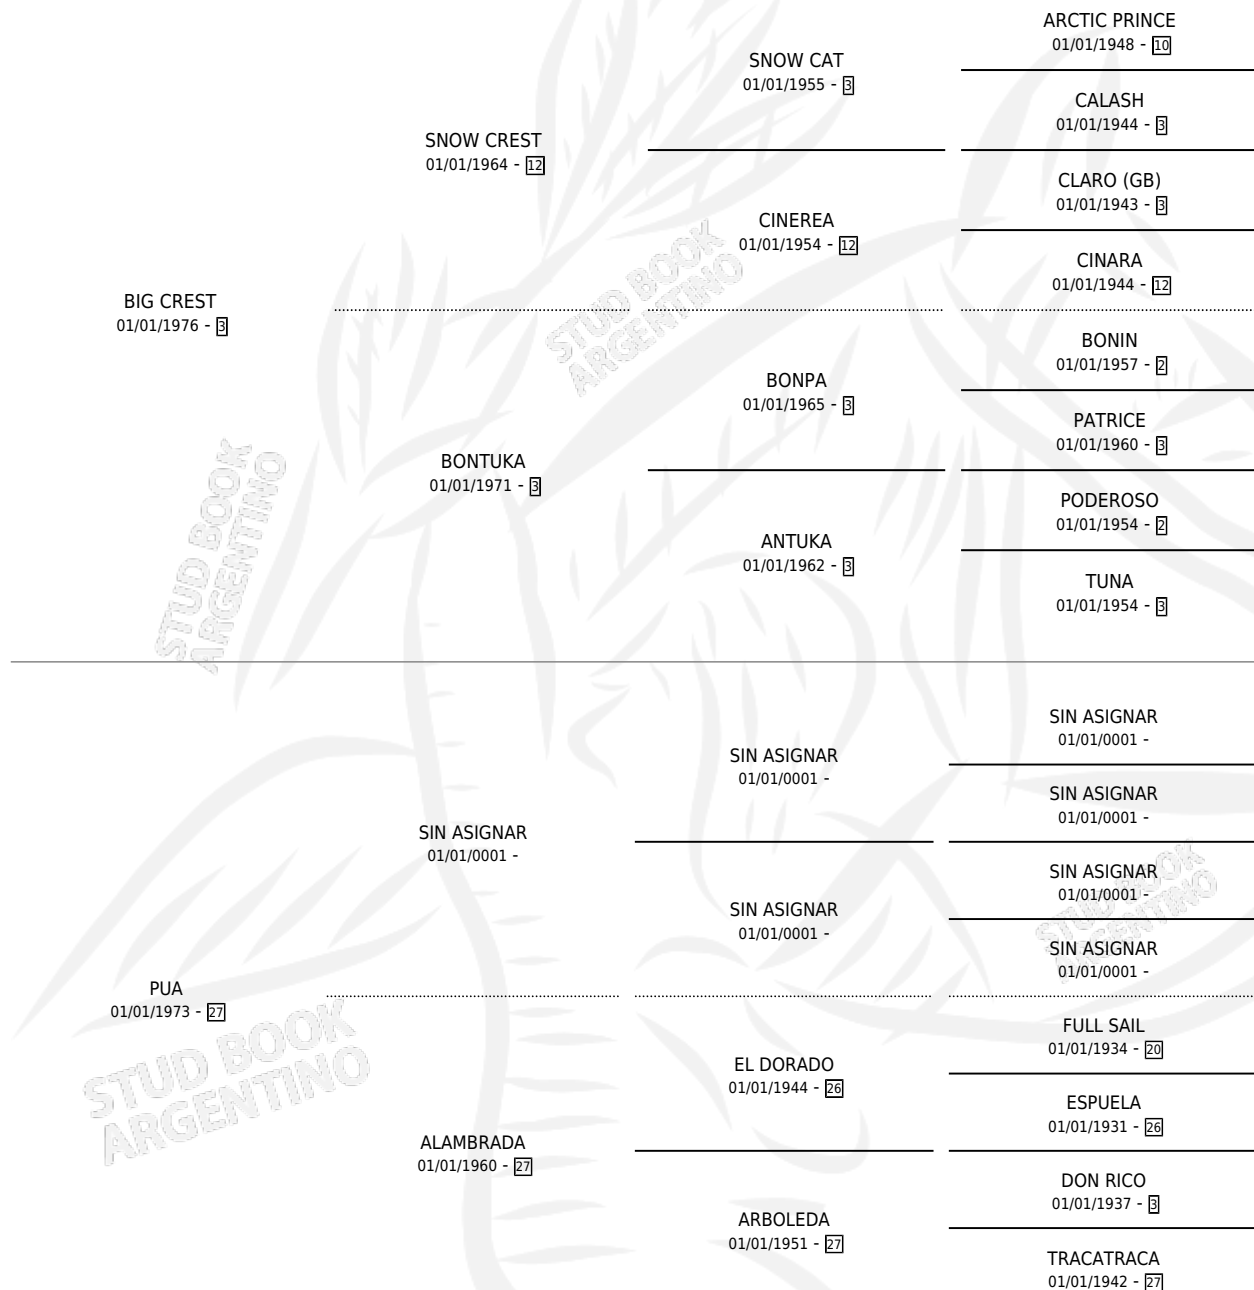 ARCTIC PRINCE
01/01/1948 - 10
SNOW CAT
01/01/1955 - 3
CALASH
01/01/1944 - 3
SNOW CREST
01/01/1964 - 12
CLARO (GB)
01/01/1943 - 3
CINEREA
01/01/1954 - 12
CINARA
01/01/1944 - 12
BIG CREST
01/01/1976 - 3
BONIN
01/01/1957 - 2
BONPA
01/01/1965 - 3
PATRICE
01/01/1960 - 3
BONTUKA
01/01/1971 - 3
PODEROSO
01/01/1954 - 2
ANTUKA
01/01/1962 - 3
TUNA
01/01/1954 - 3
SIN ASIGNAR
01/01/0001 -
SIN ASIGNAR
01/01/0001 -
SIN ASIGNAR
01/01/0001 -
SIN ASIGNAR
01/01/0001 -
SIN ASIGNAR
01/01/0001 -
SIN ASIGNAR
01/01/0001 -
SIN ASIGNAR
01/01/0001 -
PUA
01/01/1973 - 27
FULL SAIL
01/01/1934 - 20
EL DORADO
01/01/1944 - 26
ESPUELA
01/01/1931 - 26
ALAMBRADA
01/01/1960 - 27
DON RICO
01/01/1937 - 3
ARBOLEDA
01/01/1951 - 27
TRACATRACA
01/01/1942 - 27
STUD BOOK
ARGENTINO
STUD BOOK
ARGENTINO
STUD BOOK
ARGENTINO
STUD BOOK
ARGENTINO